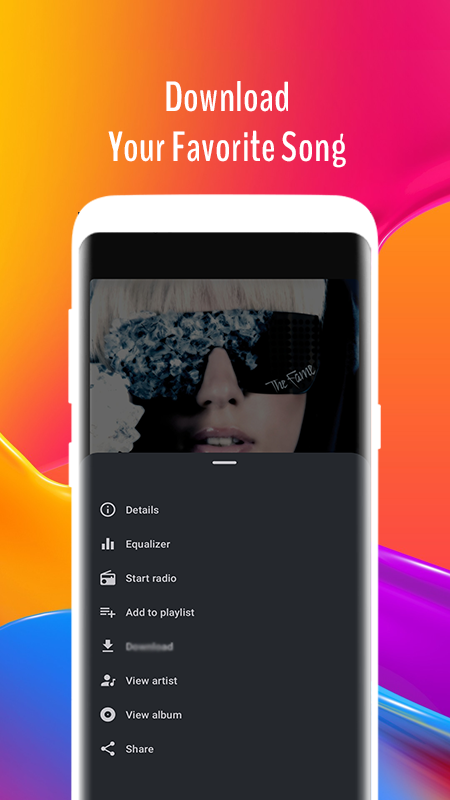 Download
Your Favorite Song
The Fame
Details
Equalizer
Start radio
Add to playlist
Download
View artist
View album
Share